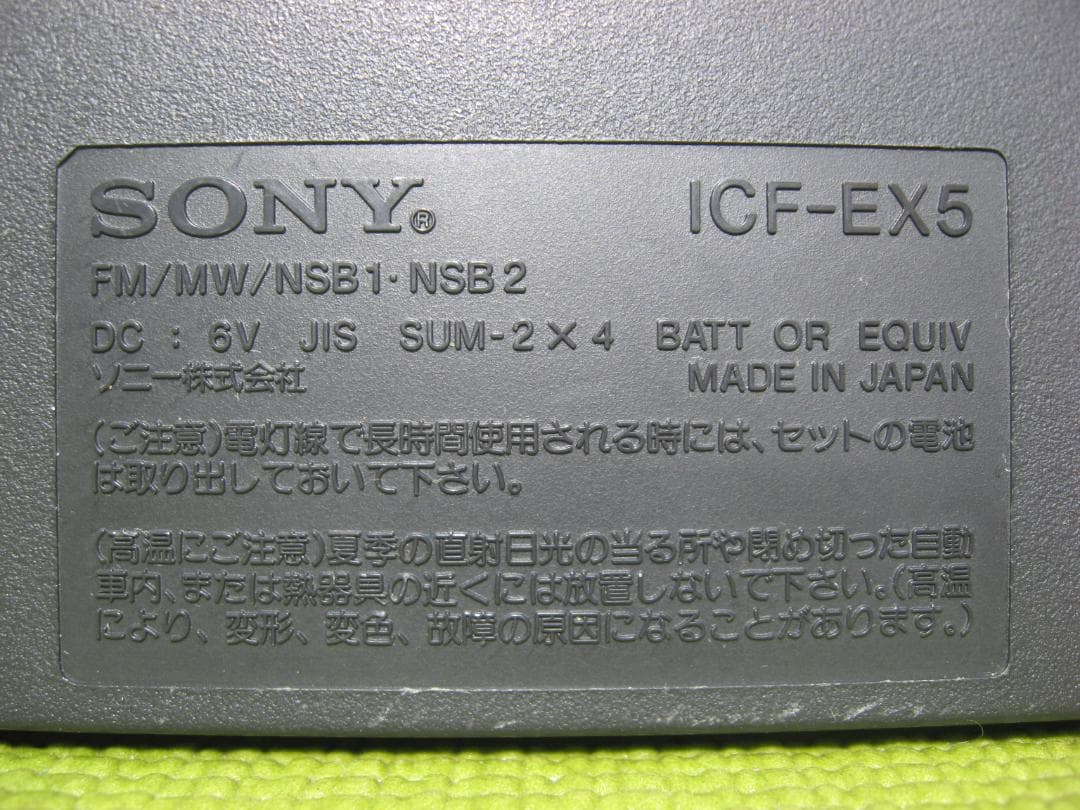 SONY® ICF-EX5
FM/MW/NSB1·NSB2
DC : 6V JIS SUM-2×4 BATT OR EQUIV
ソニー株式会社 MADE IN JAPAN
(ご注意)電灯線で長時間使用される時には、セットの電池
は取り出しておいて下さい。
(高温にご注意)夏季の直射日光の当る所や閉め切った自動
車内、または熱器具の近くには放置しないで下さい。(高温
により、変形、変色、故障の原因になることがあります。)